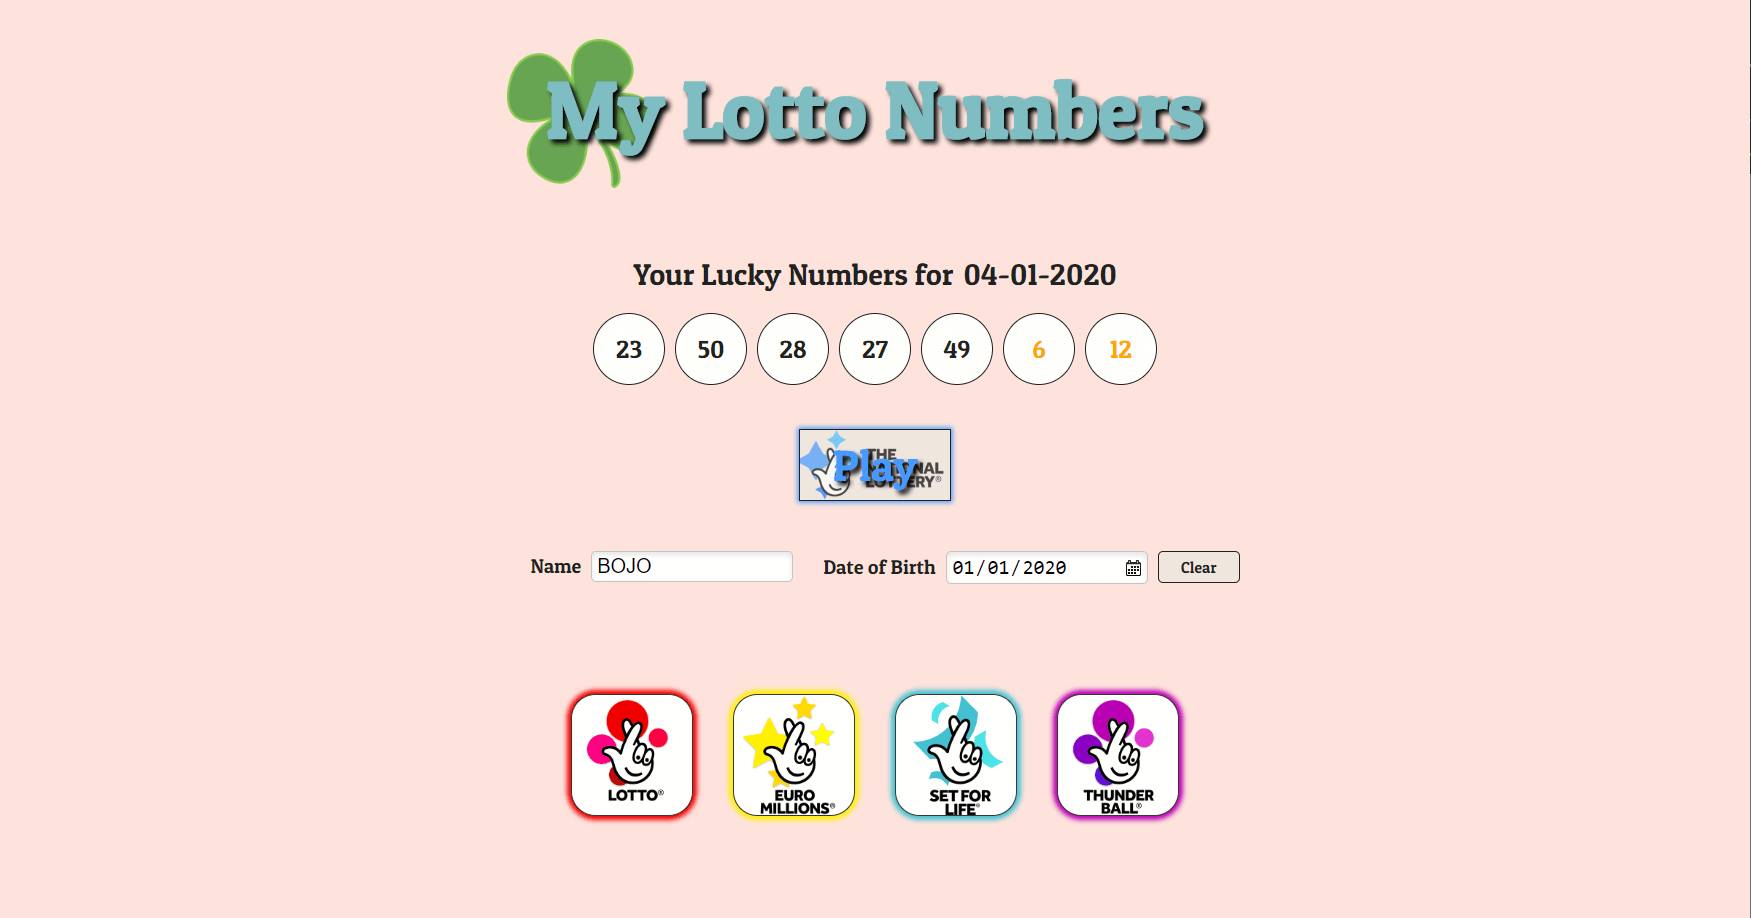 My Lotto Numbers
Your Lucky Numbers for 04-01-2020
23 50 28 27 49 6 12
Play
THE
NATIONAL
LOTTERY®
Name BOJO Date of Birth 01/01/2020 Clear
LOTTO® EURO MILLIONS® SET FOR LIFE® THUNDER BALL®